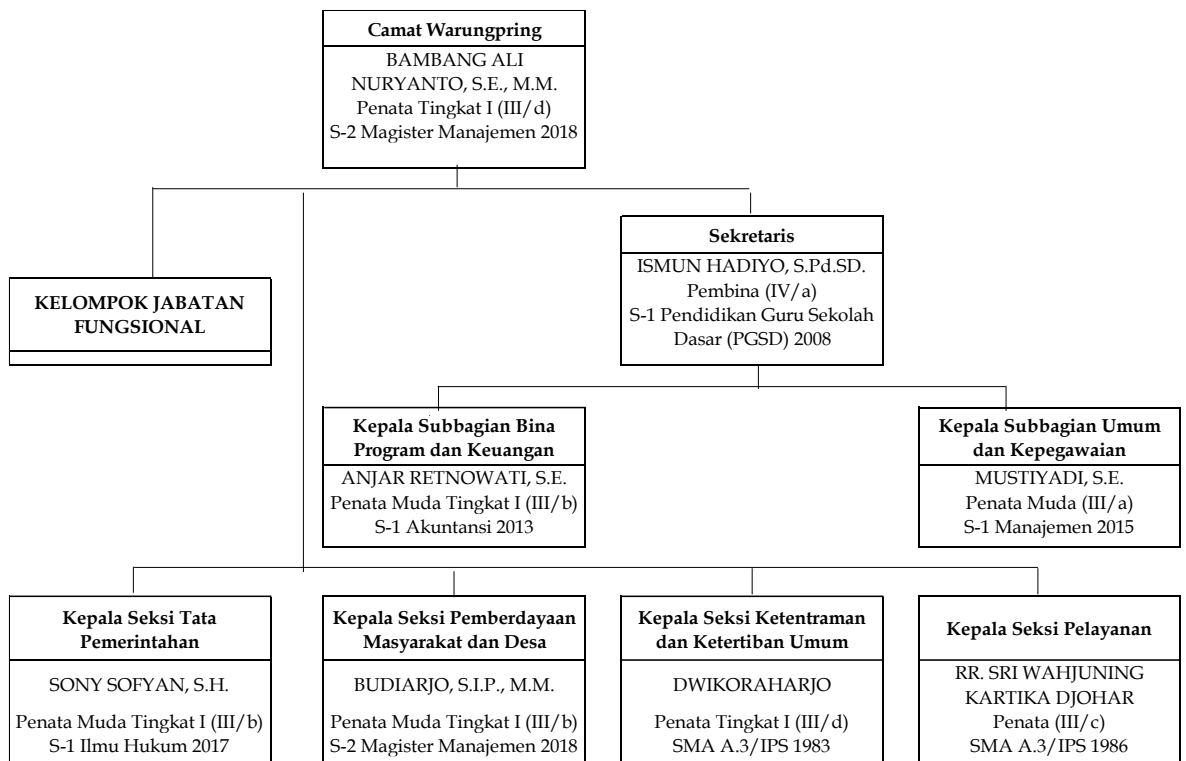 Camat Warungpring
BAMBANG ALI
NURYANTO, S.E., M.M.
Penata Tingkat I (III/d)
S-2 Magister Manajemen 2018
Sekretaris
ISMUN HADIYO, S.Pd.SD.
Pembina (IV/a)
S-1 Pendidikan Guru Sekolah
Dasar (PGSD) 2008
KELOMPOK JABATAN
FUNGSIONAL
Kepala Subbagian Bina
Program dan Keuangan
ANJAR RETNOWATI, S.E.
Penata Muda Tingkat I (III/b)
S-1 Akuntansi 2013
Kepala Subbagian Umum
dan Kepegawaian
MUSTIYADI, S.E.
Penata Muda (III/a)
S-1 Manajemen 2015
Kepala Seksi Tata
Pemerintahan
SONY SOFYAN, S.H.
Penata Muda Tingkat I (III/b)
S-1 Ilmu Hukum 2017
Kepala Seksi Pemberdayaan
Masyarakat dan Desa
BUDIARJO, S.I.P., M.M.
Penata Muda Tingkat I (III/b)
S-2 Magister Manajemen 2018
Kepala Seksi Ketentraman
dan Ketertiban Umum
DWIKORAHARJO
Penata Tingkat I (III/d)
SMA A.3/IPS 1983
Kepala Seksi Pelayanan
RR. SRI WAHJUNING
KARTIKA DJOHAR
Penata (III/c)
SMA A.3/IPS 1986